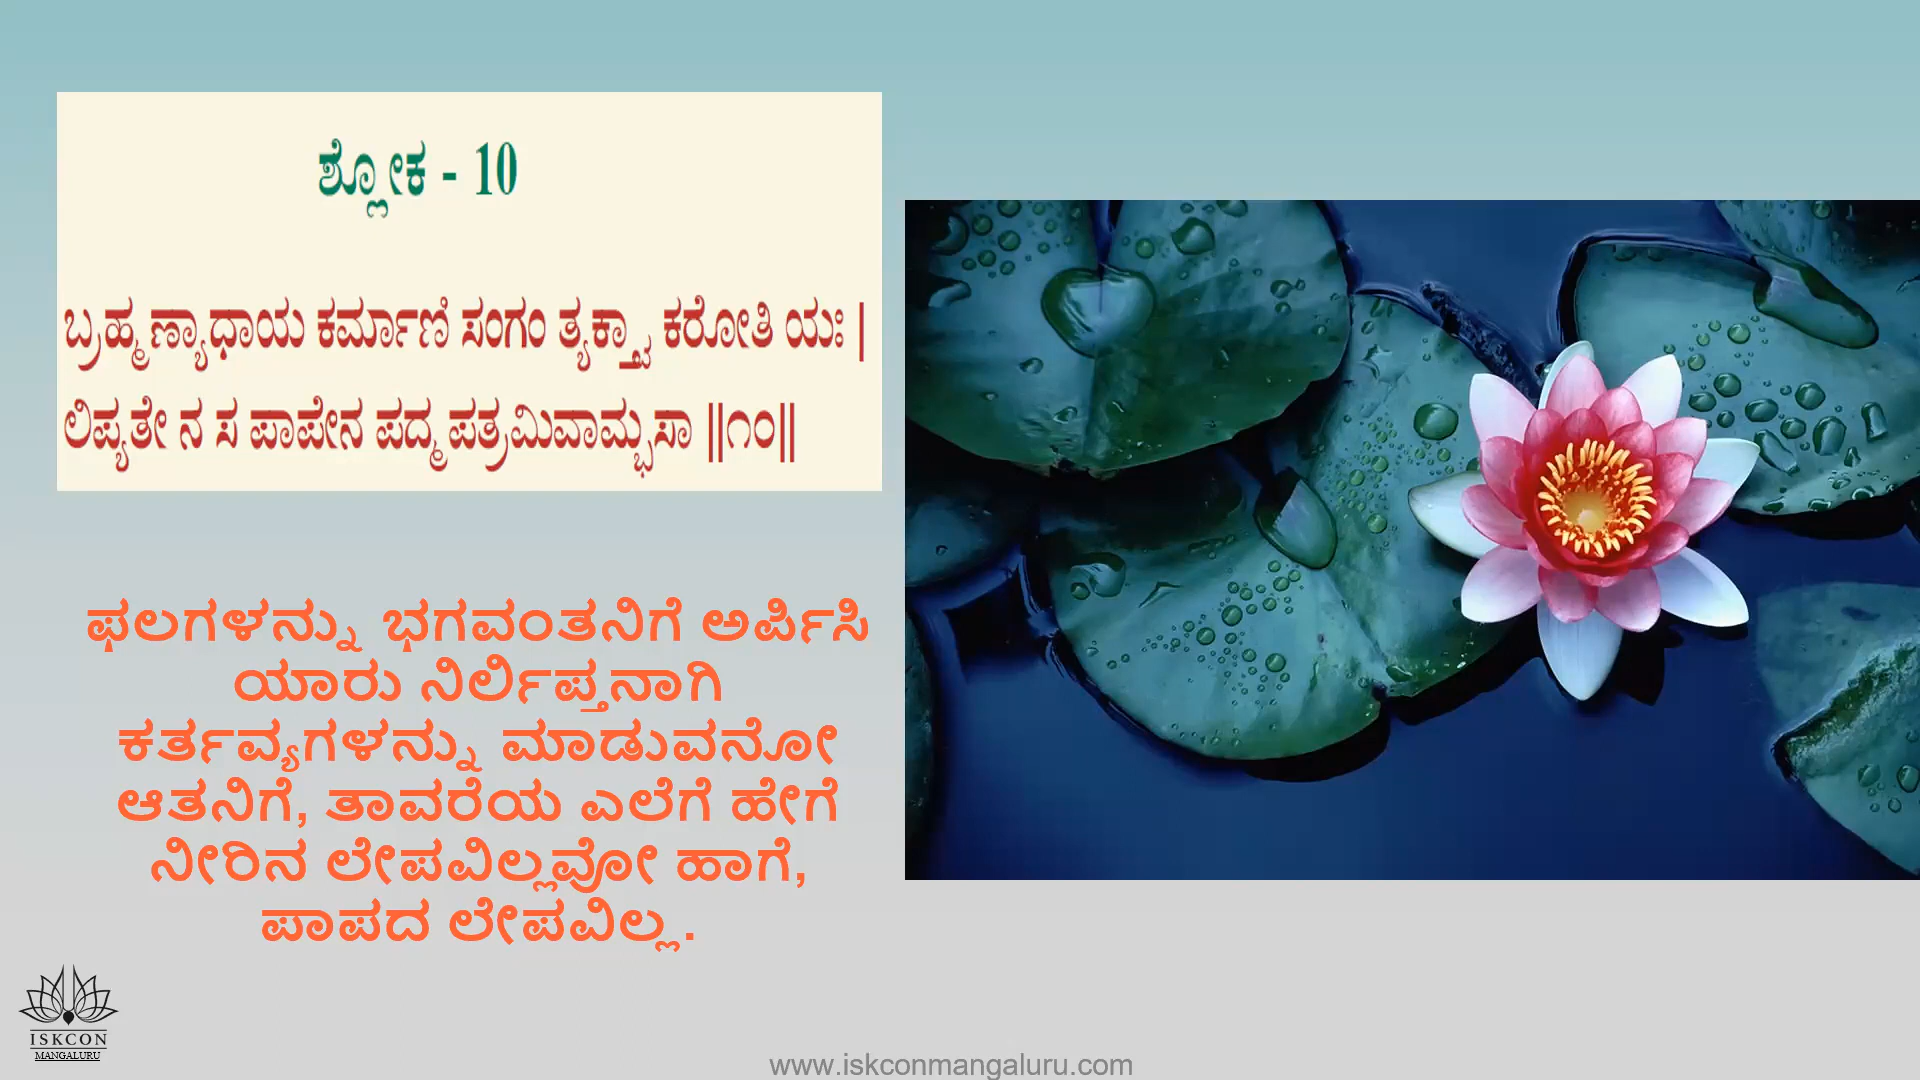 ಶ್ಲೋಕ - 10
ಬ್ರಹ್ಮಣ್ಯಾಧಾಯ ಕರ್ಮಾಣಿ ಸಂಗಂ ತ್ಯಕ್ತ್ವಾ ಕರೋತಿ ಯಃ |
ಲಿಪ್ಯತೇ ನ ಸ ಪಾಪೇನ ಪದ್ಮಪತ್ರಮಿವಾಮ್ಭಸಾ ||೧೦||
ಫಲಗಳನ್ನು ಭಗವಂತನಿಗೆ ಅರ್ಪಿಸಿ
ಯಾರು ನಿರ್ಲಿಪ್ತನಾಗಿ
ಕರ್ತವ್ಯಗಳನ್ನು ಮಾಡುವನೋ
ಆತನಿಗೆ, ತಾವರೆಯ ಎಲೆಗೆ ಹೇಗೆ
ನೀರಿನ ಲೇಪವಿಲ್ಲವೋ ಹಾಗೆ,
ಪಾಪದ ಲೇಪವಿಲ್ಲ.
ISKCON
MANGALURU
www.iskconmangaluru.com